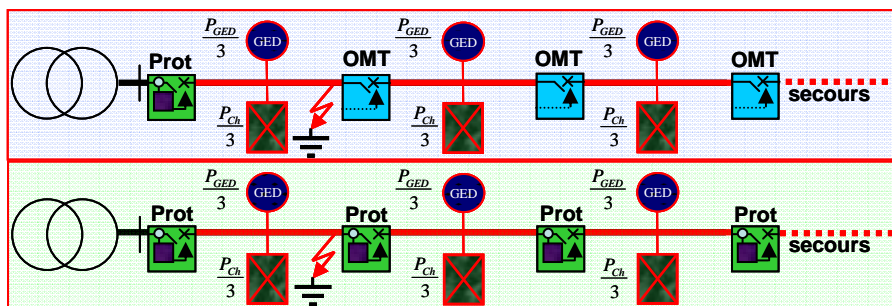 P_GED/3 GED OMT P_GED/3 GED OMT P_GED/3 GED OMT
Prot
P_Ch/3 P_Ch/3 P_Ch/3 secours
P_GED/3 GED P_GED/3 GED P_GED/3 GED
Prot Prot Prot Prot
P_Ch/3 P_Ch/3 P_Ch/3 secours